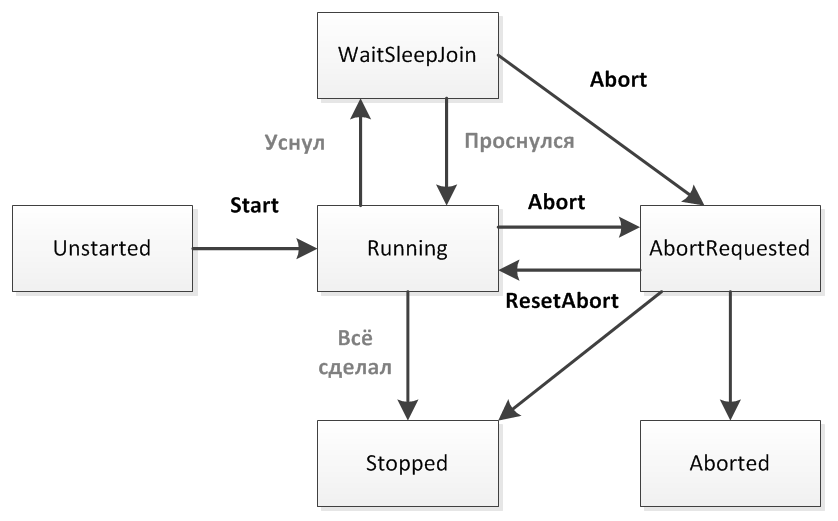 WaitSleepJoin
Abort
Уснул
Проснулся
Start
Abort
Unstarted
Running
AbortRequested
ResetAbort
Всё
сделал
Stopped
Aborted